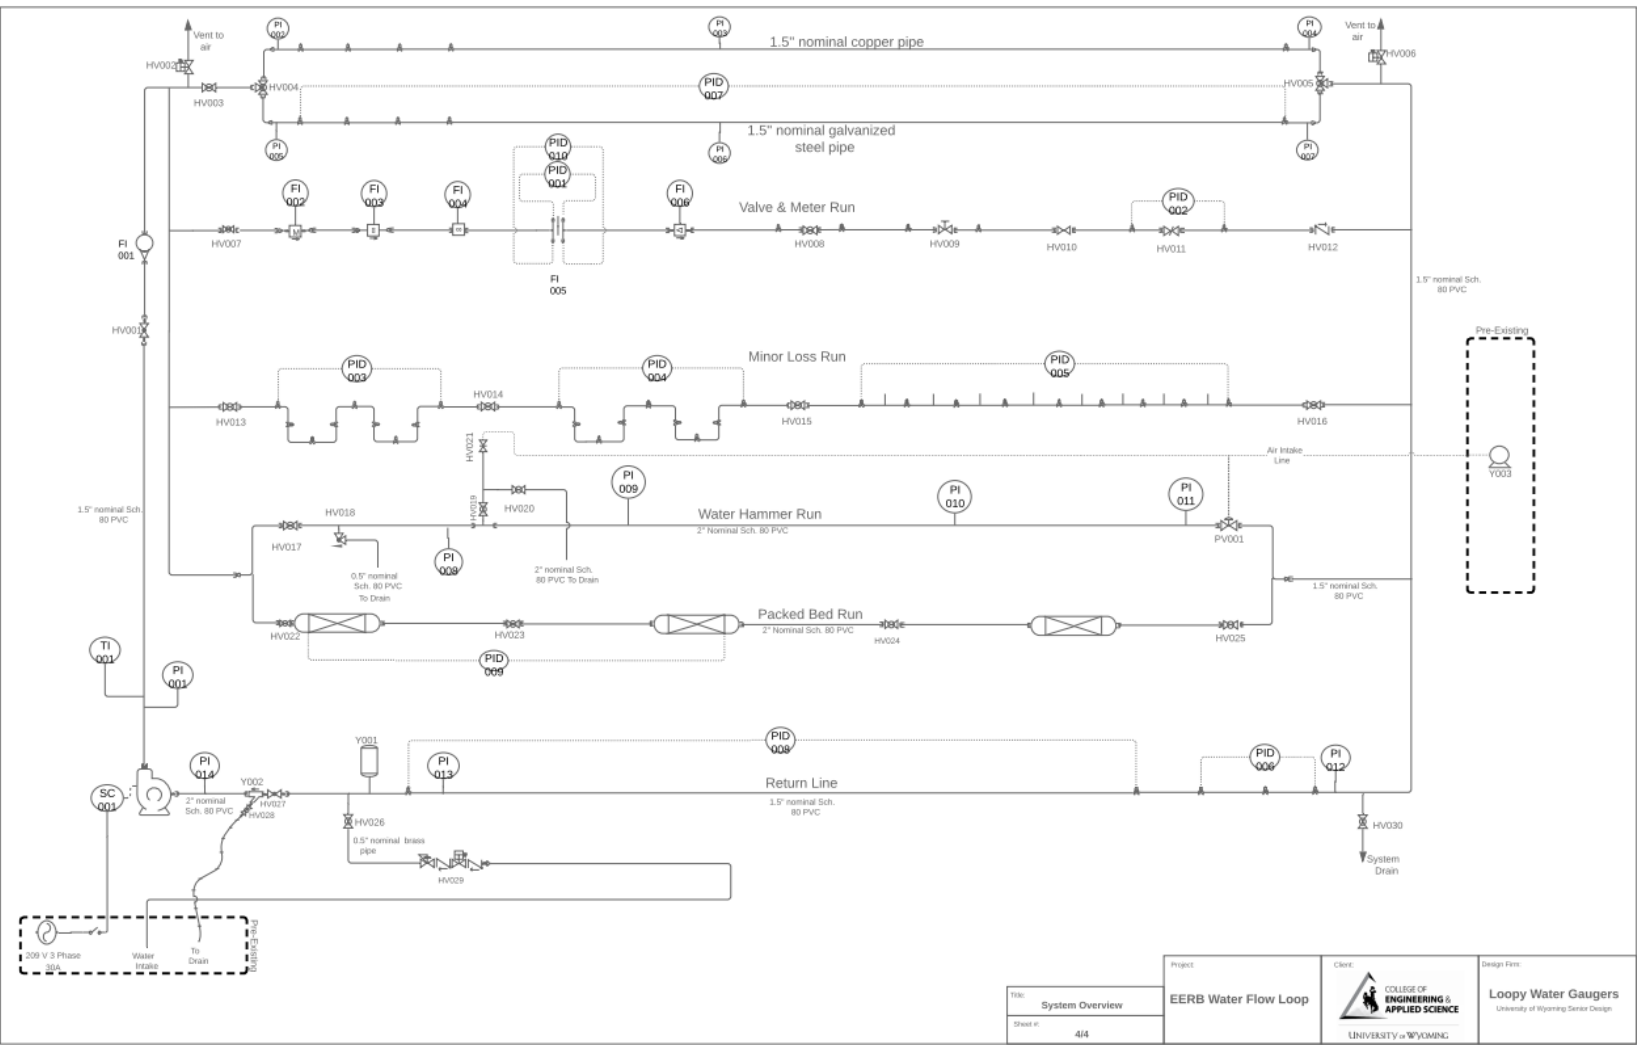 PI
002
PI
003
PI
004
Vent to
air
Vent to
air
1.5" nominal copper pipe
HV002
HV006
HV003
HV004
PID
007
HV005
1.5" nominal galvanized
steel pipe
PI
005
PI
006
PI
007
PID
010
PID
001
FI
002
FI
003
FI
004
FI
006
PID
002
Valve & Meter Run
HV007
HV008
HV009
HV010
HV011
HV012
FI
001
FI
005
1.5" nominal Sch.
80 PVC
HV001
Pre-Existing
Minor Loss Run
PID
003
PID
004
PID
005
HV014
HV013
HV015
HV016
HV021
Air Intake
Line
Y003
PI
009
PI
010
PI
011
1.5" nominal Sch.
80 PVC
HV018
HV019
HV020
Water Hammer Run
2" Nominal Sch. 80 PVC
HV017
PV001
PI
008
0.5" nominal
Sch. 80 PVC
To Drain
2" nominal Sch.
80 PVC To Drain
1.5" nominal Sch.
80 PVC
Packed Bed Run
2" Nominal Sch. 80 PVC
HV022
HV023
HV024
HV025
TI
001
PI
001
PID
009
Y001
PID
008
PID
006
PI
012
PI
014
PI
013
Y002
Return Line
1.5" nominal Sch.
80 PVC
SC
001
2" nominal
Sch. 80 PVC
HV027
HV028
HV026
HV030
0.5" nominal brass
pipe
HV029
System
Drain
Pre-Existing
209 V 3 Phase
30A
Water
Intake
To
Drain
Title:
System Overview
Sheet #:
4/4
Project
EERB Water Flow Loop
Client:
COLLEGE OF
ENGINEERING &
APPLIED SCIENCE
UNIVERSITY OF WYOMING
Design Firm:
Loopy Water Gaugers
University of Wyoming Senior Design